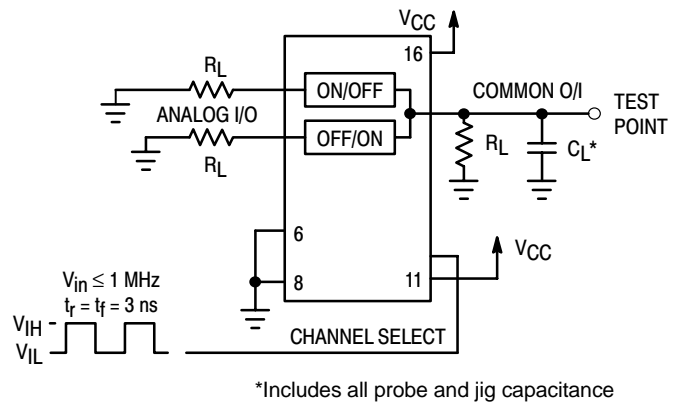 VCC
16
RL
ON/OFF
COMMON O/I
TEST
POINT
ANALOG I/O
OFF/ON
RL
RL
CL*
6
VCC
8
11
Vin ≤ 1 MHz
tr = tf = 3 ns
VIH
VIL
CHANNEL SELECT
*Includes all probe and jig capacitance